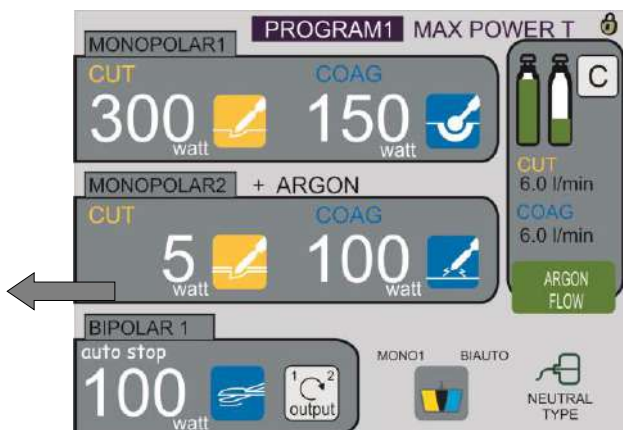 PROGRAM1 MAX POWER T
MONOPOLAR1
CUT COAG
300 watt 150 watt
C
CUT
6.0 l/min
COAG
6.0 l/min
ARGON
FLOW
MONOPOLAR2 + ARGON
CUT COAG
5 watt 100 watt
BIPOLAR 1
auto stop
100 watt
1 2
output
MONO1 BIAUTO
NEUTRAL
TYPE